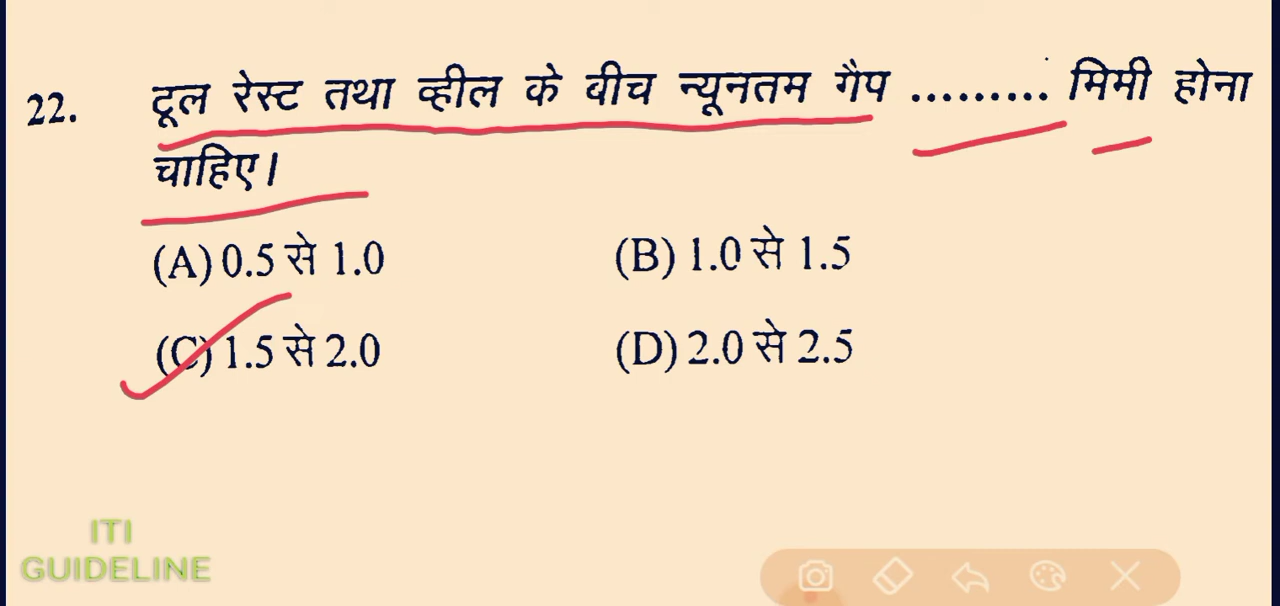 22. टूल रेस्ट तथा व्हील के बीच न्यूनतम गैप ......... मिमी होना
चाहिए।
(A) 0.5 से 1.0 (B) 1.0 से 1.5
(C) 1.5 से 2.0 (D) 2.0 से 2.5
ITI
GUIDELINE